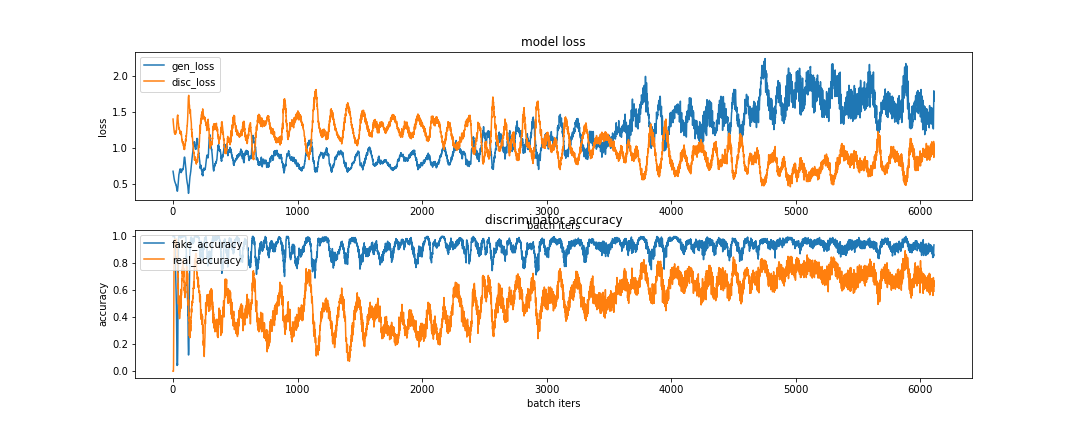 model loss
gen_loss
disc_loss
loss
2.0
1.5
1.0
0.5
0 1000 2000 3000 4000 5000 6000
batch iters
discriminator accuracy
fake_accuracy
real_accuracy
accuracy
1.0
0.8
0.6
0.4
0.2
0.0
0 1000 2000 3000 4000 5000 6000
batch iters